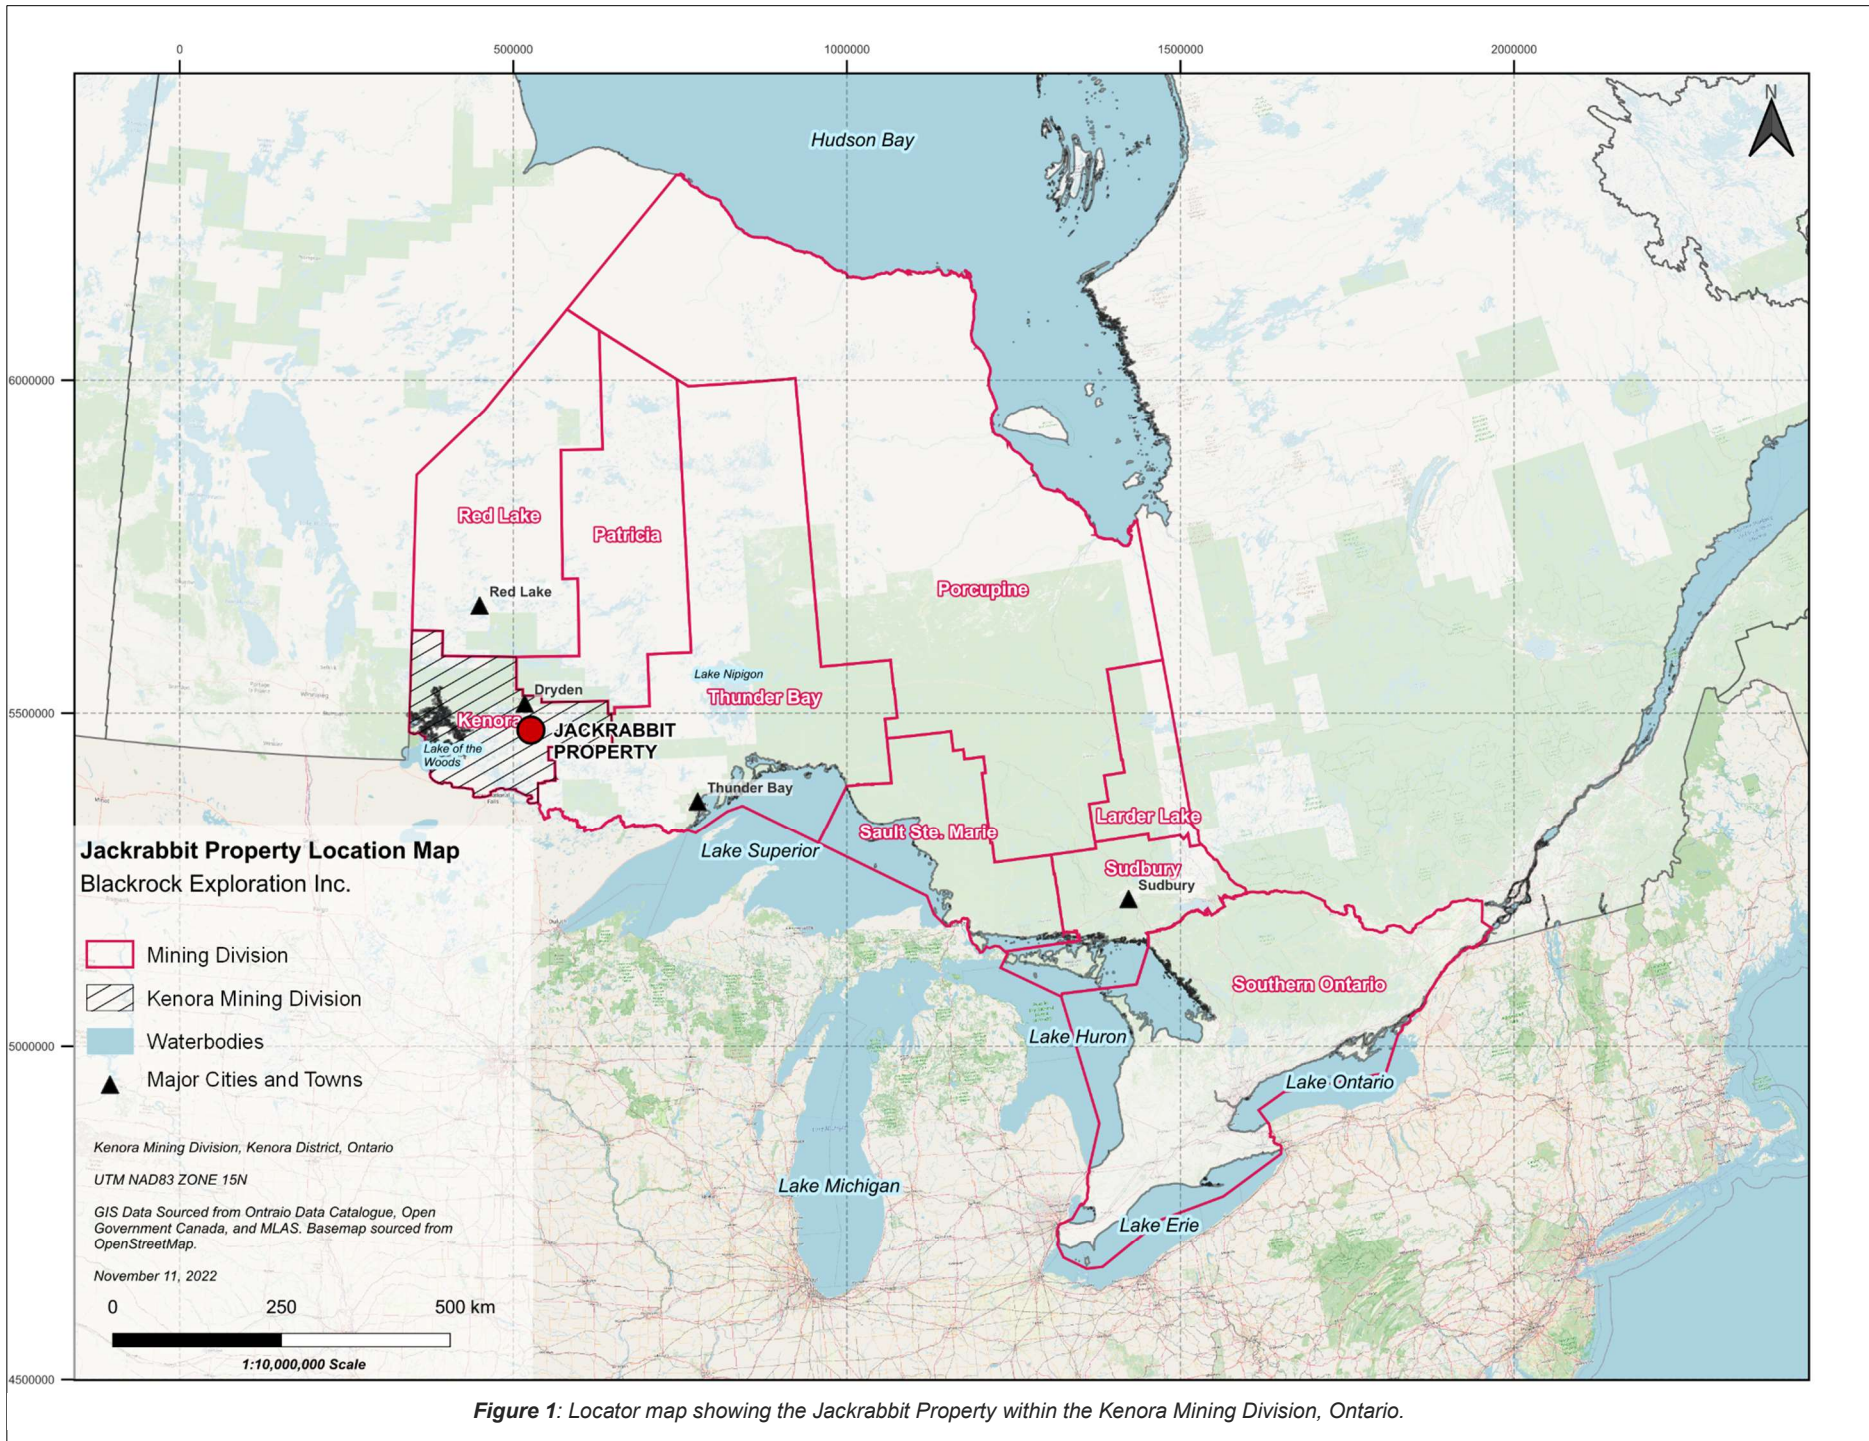 0
500000
1000000
1500000
2000000
N
Hudson Bay
6000000
Red Lake
Patricia
Porcupine
Red Lake
Lake Nipigon
Thunder Bay
Dryden
5500000
Kenora
JACKRABBIT
PROPERTY
Lake of the
Woods
Thunder Bay
Larder Lake
Sault Ste. Marie
Lake Superior
Sudbury
Sudbury
Jackrabbit Property Location Map
Blackrock Exploration Inc.
Mining Division
Kenora Mining Division
Waterbodies
Major Cities and Towns
Southern Ontario
Lake Huron
5000000
Lake Ontario
Lake Michigan
Lake Erie
Kenora Mining Division, Kenora District, Ontario
UTM NAD83 ZONE 15N
GIS Data Sourced from Ontraio Data Catalogue, Open
Government Canada, and MLAS. Basemap sourced from
OpenStreetMap.
November 11, 2022
0 250 500 km
1:10,000,000 Scale
4500000
Figure 1: Locator map showing the Jackrabbit Property within the Kenora Mining Division, Ontario.